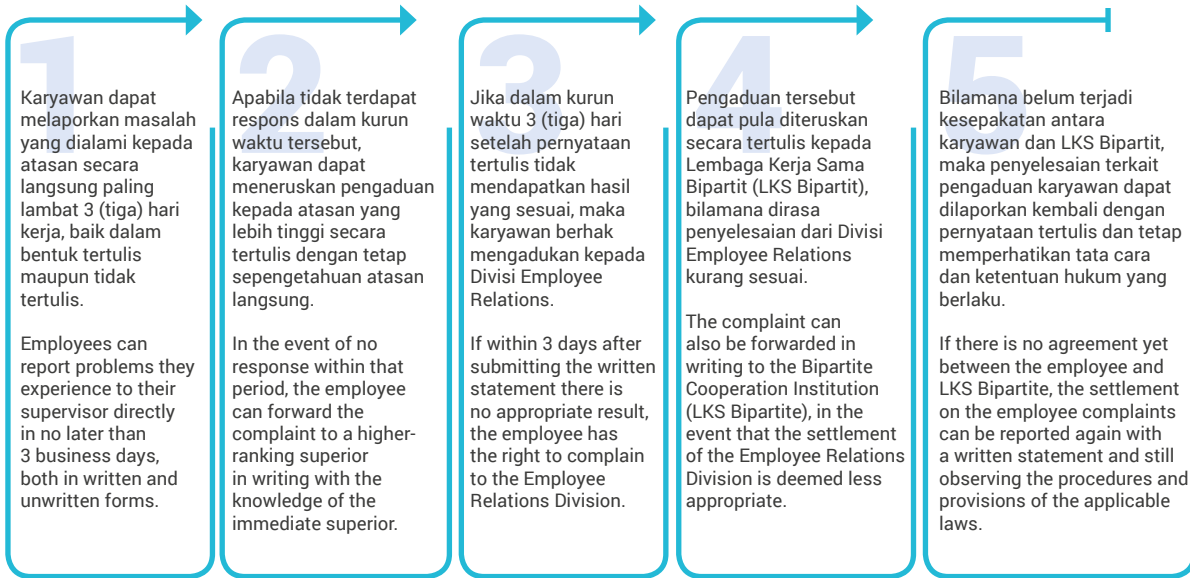 1
Karyawan dapat
melaporkan masalah
yang dialami kepada
atasan secara
langsung paling
lambat 3 (tiga) hari
kerja, baik dalam
bentuk tertulis
maupun tidak
tertulis.
Employees can
report problems they
experience to their
supervisor directly
in no later than
3 business days,
both in written and
unwritten forms.
2
Apabila tidak terdapat
respons dalam kurun
waktu tersebut,
karyawan dapat
meneruskan pengaduan
kepada atasan yang
lebih tinggi secara
tertulis dengan tetap
sepengetahuan atasan
langsung.
In the event of no
response within that
period, the employee
can forward the
complaint to a higher-
ranking superior
in writing with the
knowledge of the
immediate superior.
3
Jika dalam kurun
waktu 3 (tiga) hari
setelah pernyataan
tertulis tidak
mendapatkan hasil
yang sesuai, maka
karyawan berhak
mengadukan kepada
Divisi Employee
Relations.
If within 3 days after
submitting the written
statement there is
no appropriate result,
the employee has
the right to complain
to the Employee
Relations Division.
4
Pengaduan tersebut
dapat pula diteruskan
secara tertulis kepada
Lembaga Kerja Sama
Bipartit (LKS Bipartit),
bilamana dirasa
penyelesaian dari Divisi
Employee Relations
kurang sesuai.
The complaint can
also be forwarded in
writing to the Bipartite
Cooperation Institution
(LKS Bipartite), in the
event that the settlement
of the Employee Relations
Division is deemed less
appropriate.
5
Bilamana belum terjadi
kesepakatan antara
karyawan dan LKS Bipartit,
maka penyelesaian terkait
pengaduan karyawan dapat
dilaporkan kembali dengan
pernyataan tertulis dan tetap
memperhatikan tata cara
dan ketentuan hukum yang
berlaku.
If there is no agreement yet
between the employee and
LKS Bipartite, the settlement
on the employee complaints
can be reported again with
a written statement and still
observing the procedures and
provisions of the applicable
laws.